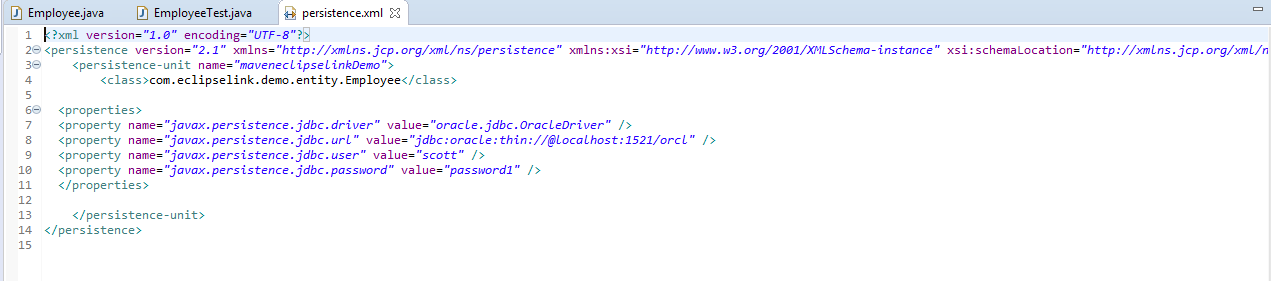 Employee.java EmployeeTest.java persistence.xml
1 <?xml version="1.0" encoding="UTF-8"?>
2 <persistence version="2.1" xmlns="http://xmlns.jcp.org/xml/ns/persistence" xmlns:xsi="http://www.w3.org/2001/XMLSchema-instance" xsi:schemaLocation="http://xmlns.jcp.org/xml/n
3 <persistence-unit name="maveneclipselinkDemo">
4 <class>com.eclipselink.demo.entity.Employee</class>
5
6 <properties>
7 <property name="javax.persistence.jdbc.driver" value="oracle.jdbc.OracleDriver" />
8 <property name="javax.persistence.jdbc.url" value="jdbc:oracle:thin://@localhost:1521/orcl" />
9 <property name="javax.persistence.jdbc.user" value="scott" />
10 <property name="javax.persistence.jdbc.password" value="password1" />
11 </properties>
12
13 </persistence-unit>
14 </persistence>
15